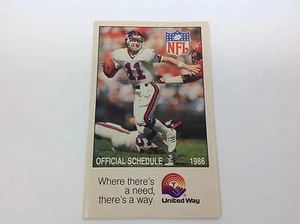 NFL
11
OFFICIAL SCHEDULE 1986
Where there's
a need,
there's a way.
United Way